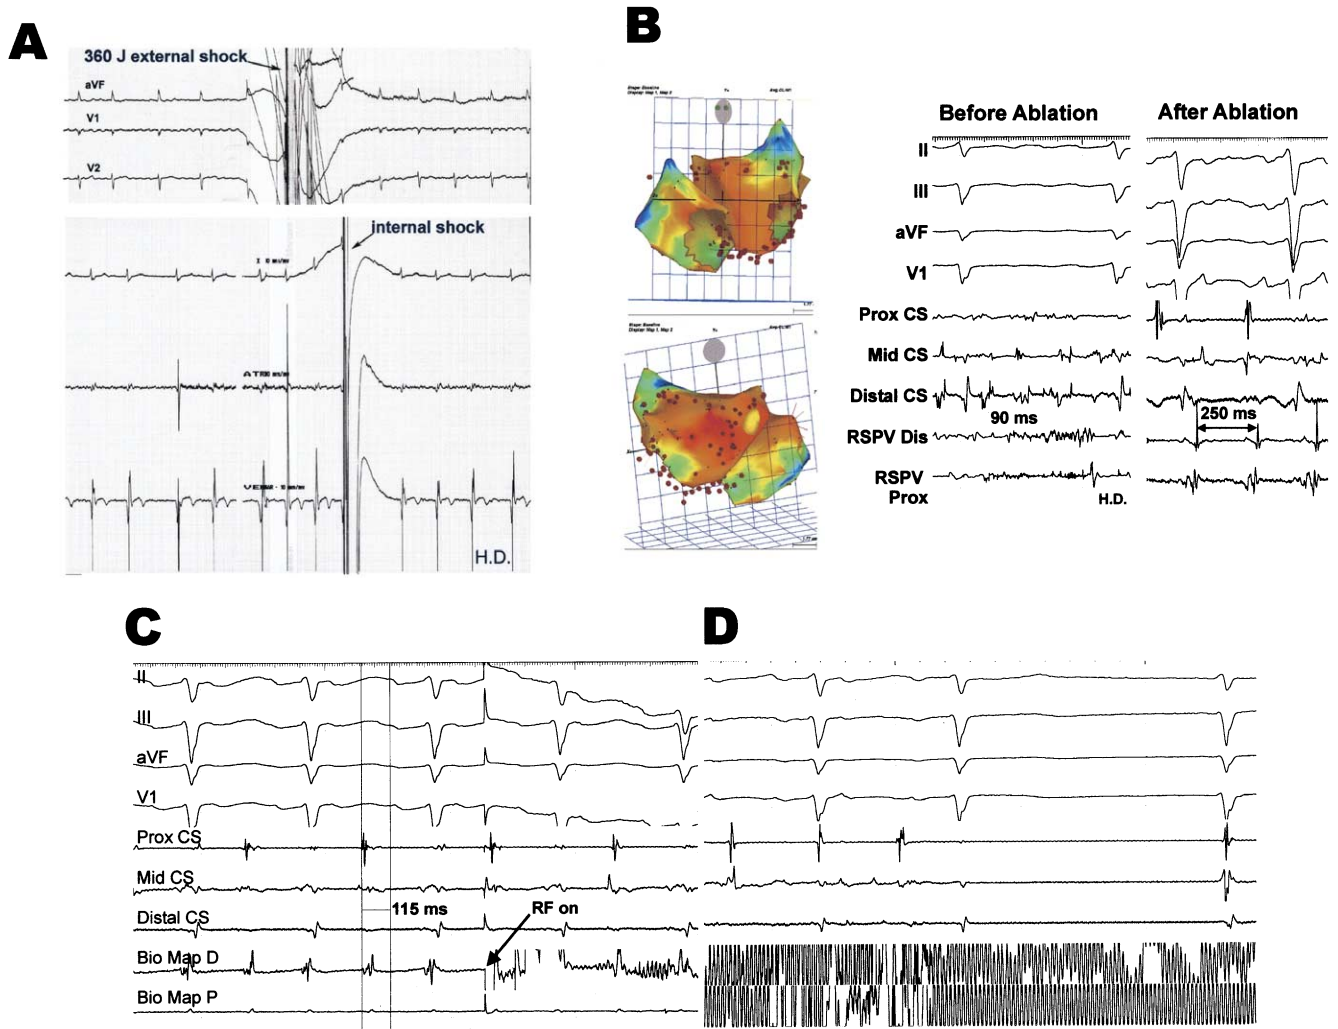 A
360 J external shock
aVF
V1
V2
internal shock
H.D.
B
Before Ablation
After Ablation
II
III
aVF
V1
Prox CS
Mid CS
Distal CS
90 ms
250 ms
RSPV Dis
RSPV
Prox
H.D.
C
II
III
aVF
V1
Prox CS
Mid CS
115 ms
Distal CS
RF on
Bio Map D
Bio Map P
D